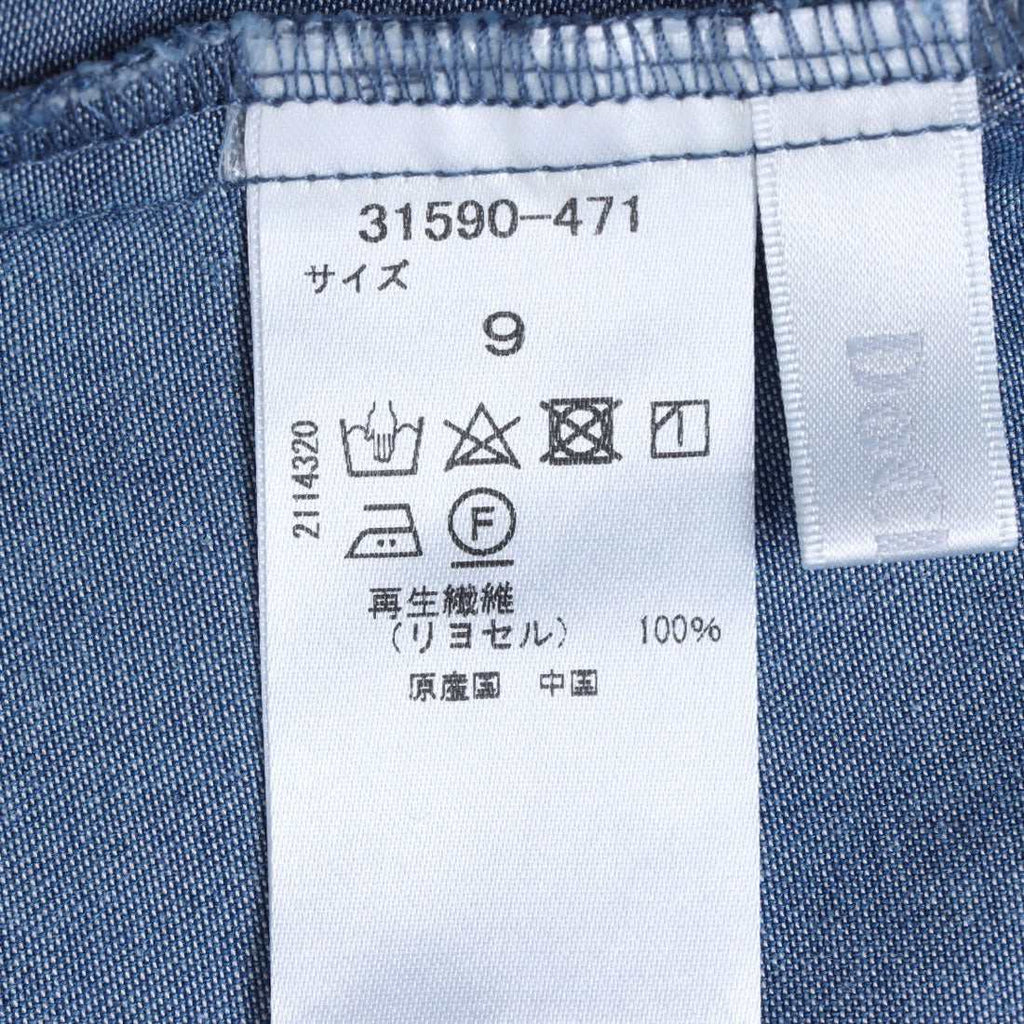 31590-471
サイズ
9
2114320
F
再生繊維
(リヨセル) 100%
原産国 中国